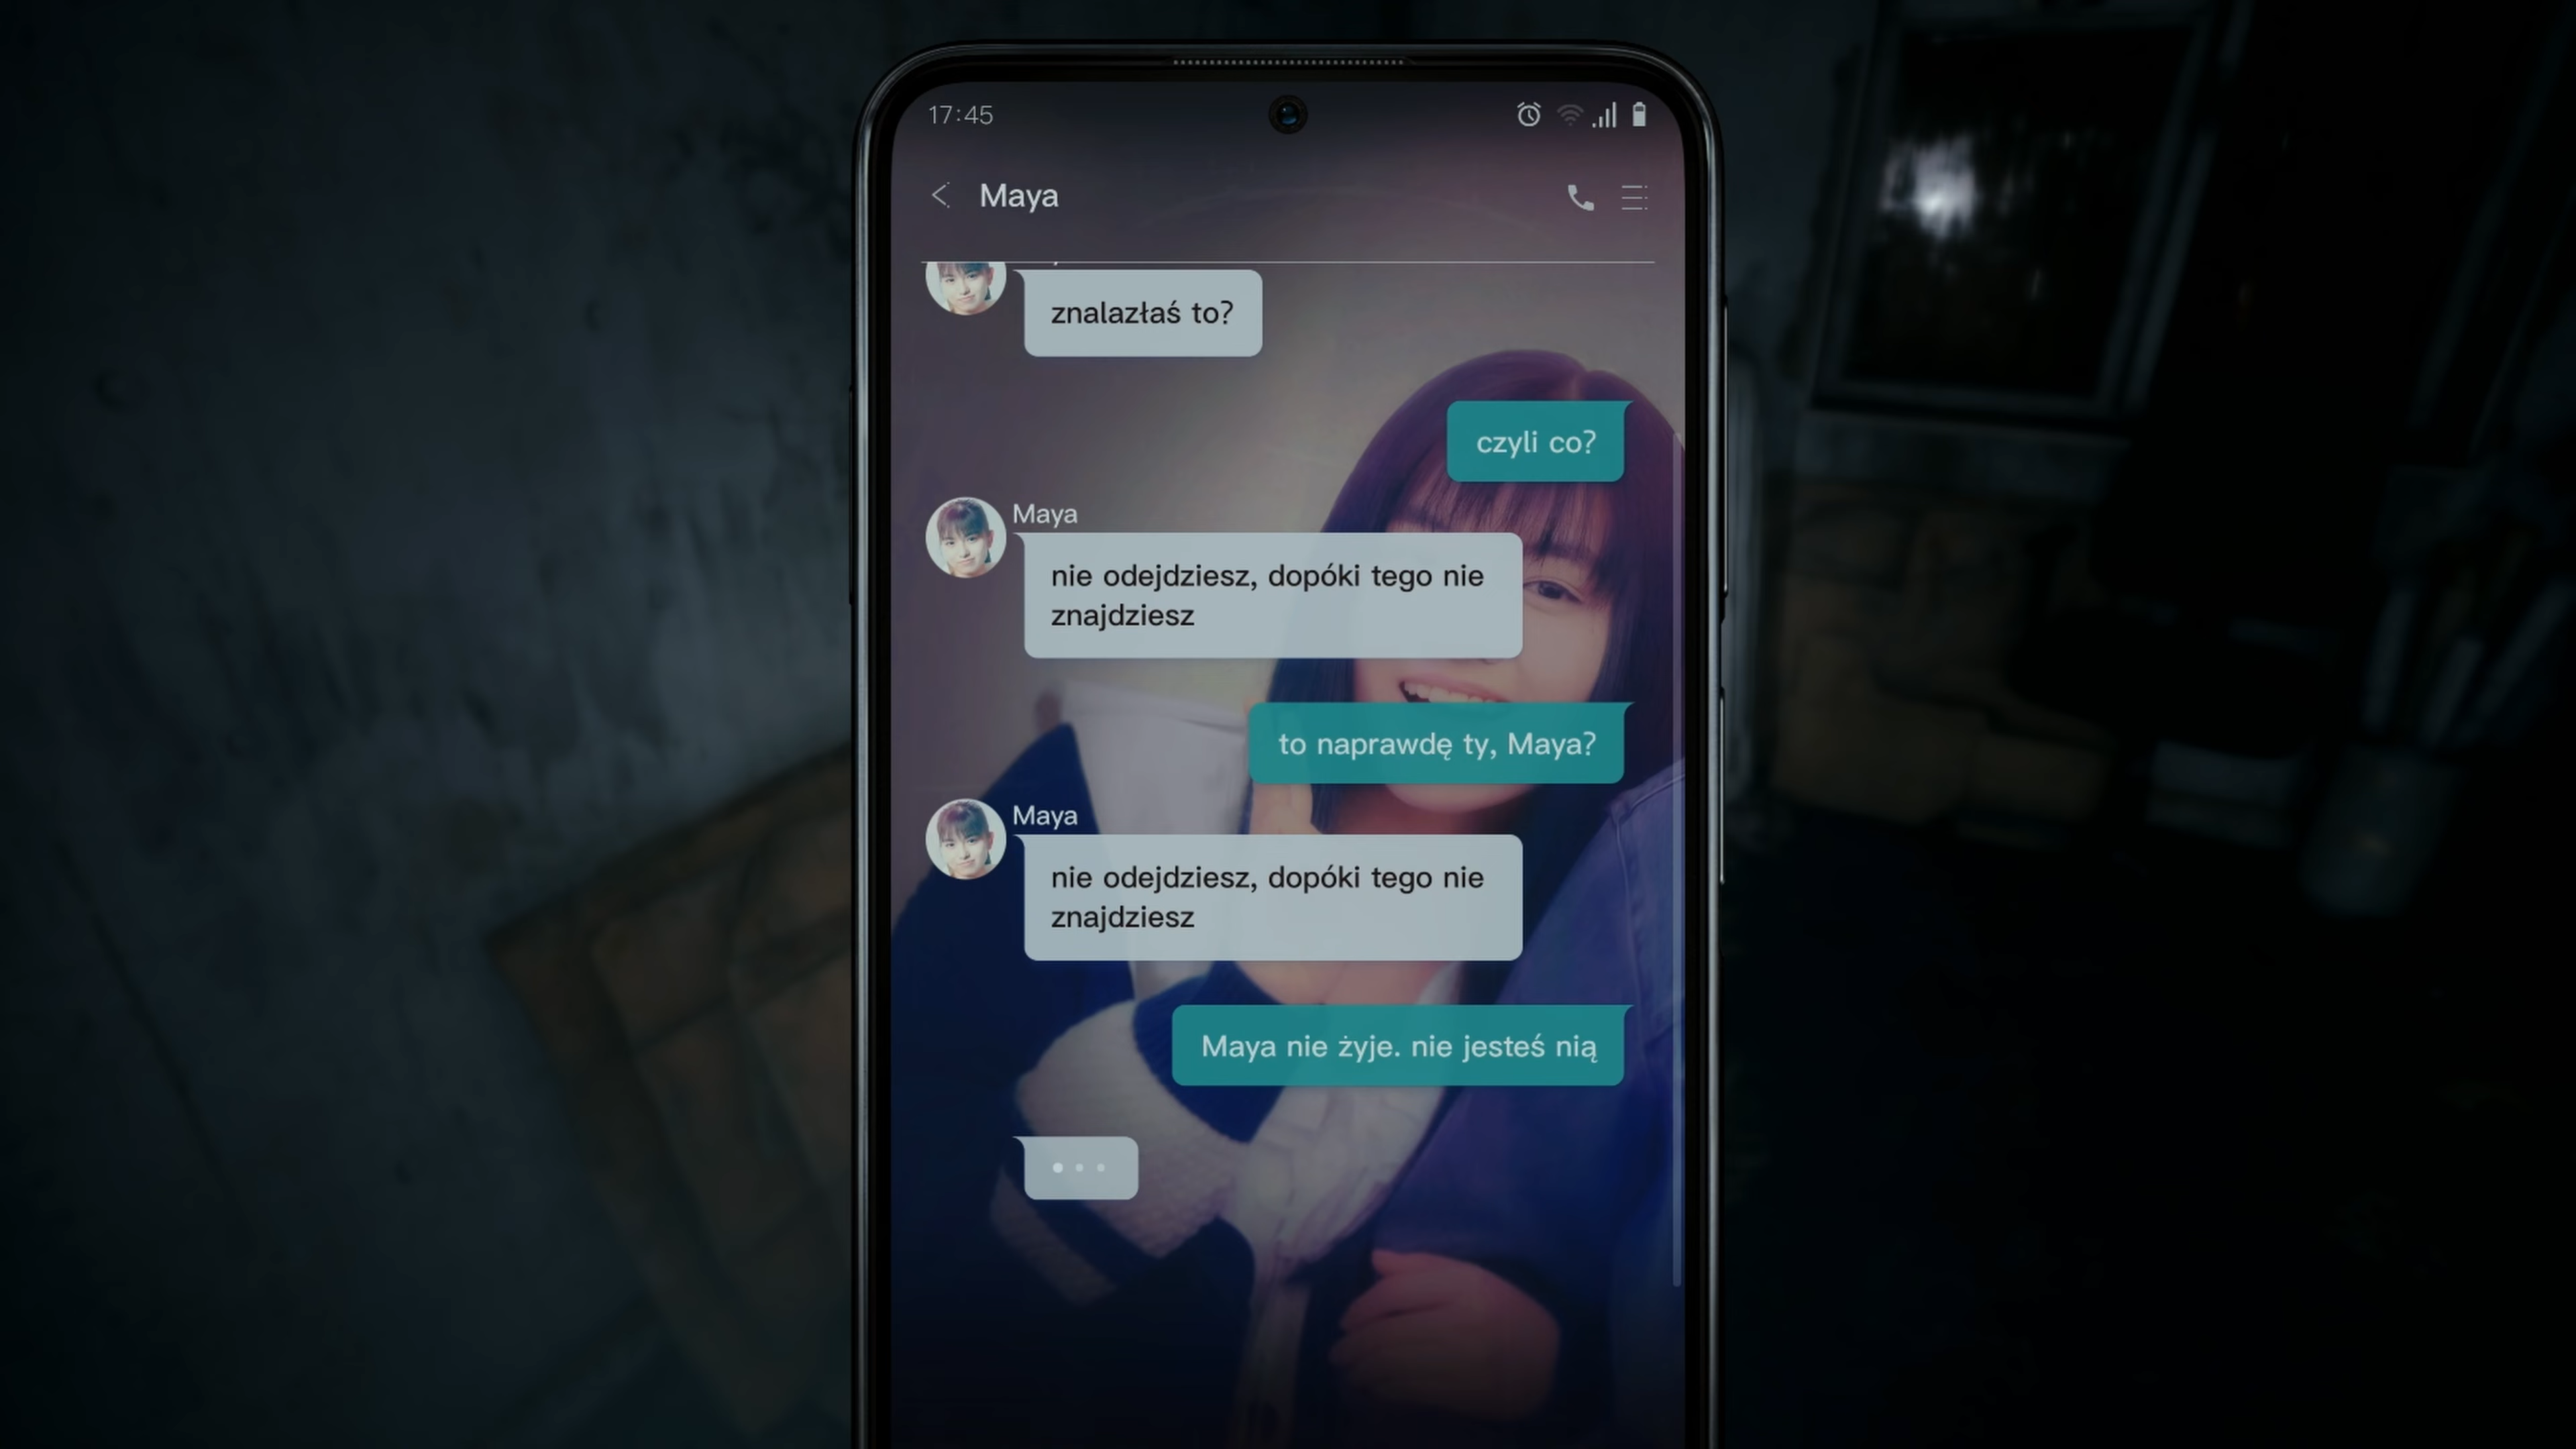 17:45
Maya
znalazłaś to?
czyli co?
Maya
nie odejdziesz, dopóki tego nie
znajdziesz
to naprawdę ty, Maya?
Maya
nie odejdziesz, dopóki tego nie
znajdziesz
Maya nie żyje. nie jesteś nią